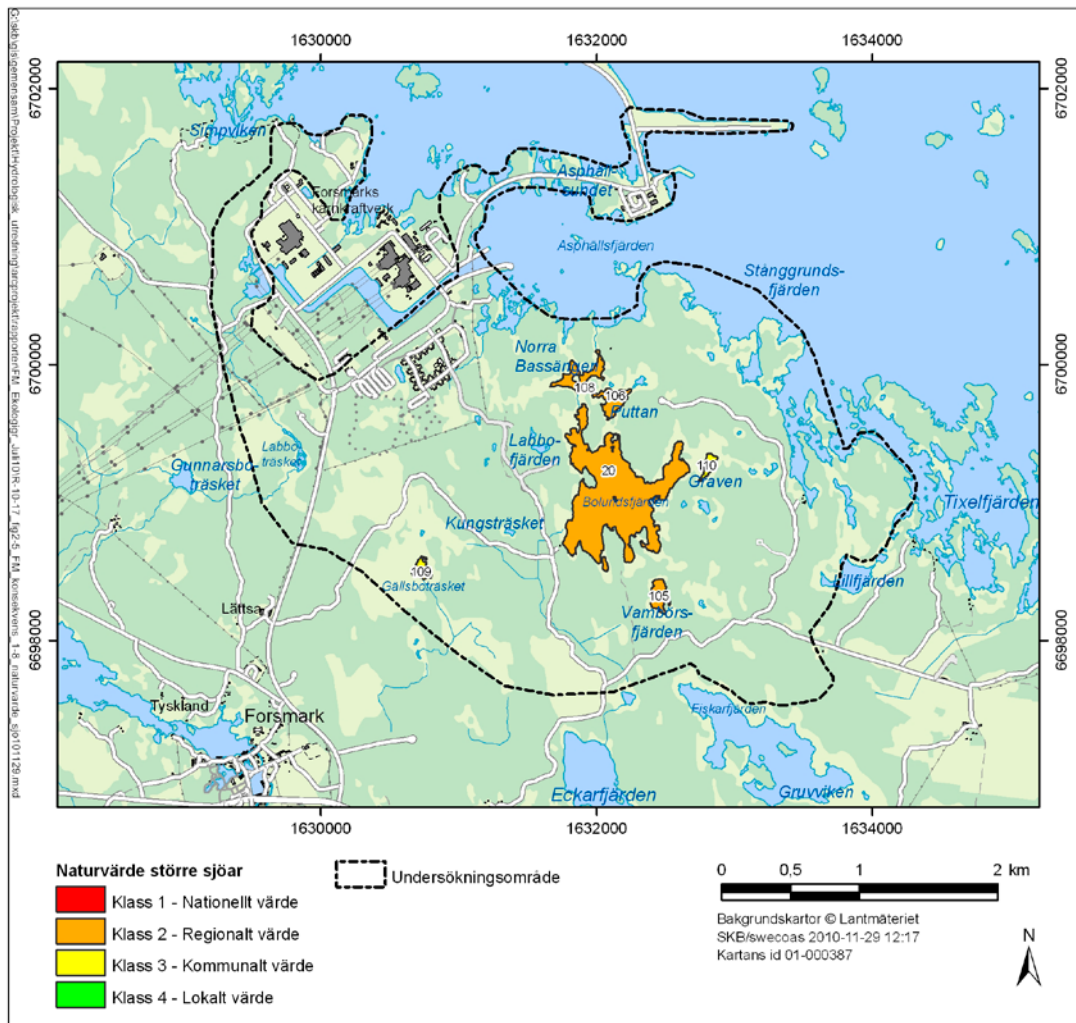 1630000
1632000
1634000
6702000
6702000
Simpviken
Forsmarks
kärnkraftverk
Asphäll-
sundet
Asphällsfjärden
Stånggrunds-
fjärden
6700000
6700000
Norra
Bassängen
108
106
Puttan
Labbo-
träsket
Gunnarsbo-
träsket
Labbo-
fjärden
20
110
Graven
Bolundsfjärden
Tixelfjärden
Kungsträsket
109
Gällsboträsket
Lillfjärden
105
Vambörs-
fjärden
Lättsa
6698000
6698000
Tyskland
Forsmark
Fiskarfjärden
Eckarfjärden
Gruvviken
1630000
1632000
1634000
Naturvärde större sjöar
Klass 1 - Nationellt värde
Klass 2 - Regionalt värde
Klass 3 - Kommunalt värde
Klass 4 - Lokalt värde
Undersökningsområde
0 0,5 1 2 km
Bakgrundskartor © Lantmäteriet
SKB/swecoas 2010-11-29 12:17
Kartans id 01-000387
N